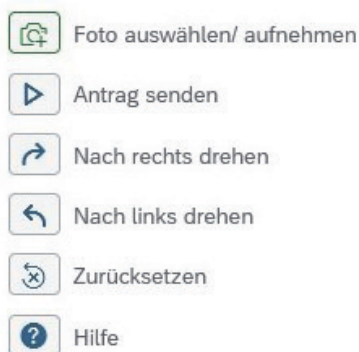 Foto auswählen/ aufnehmen
Antrag senden
Nach rechts drehen
Nach links drehen
Zurücksetzen
Hilfe